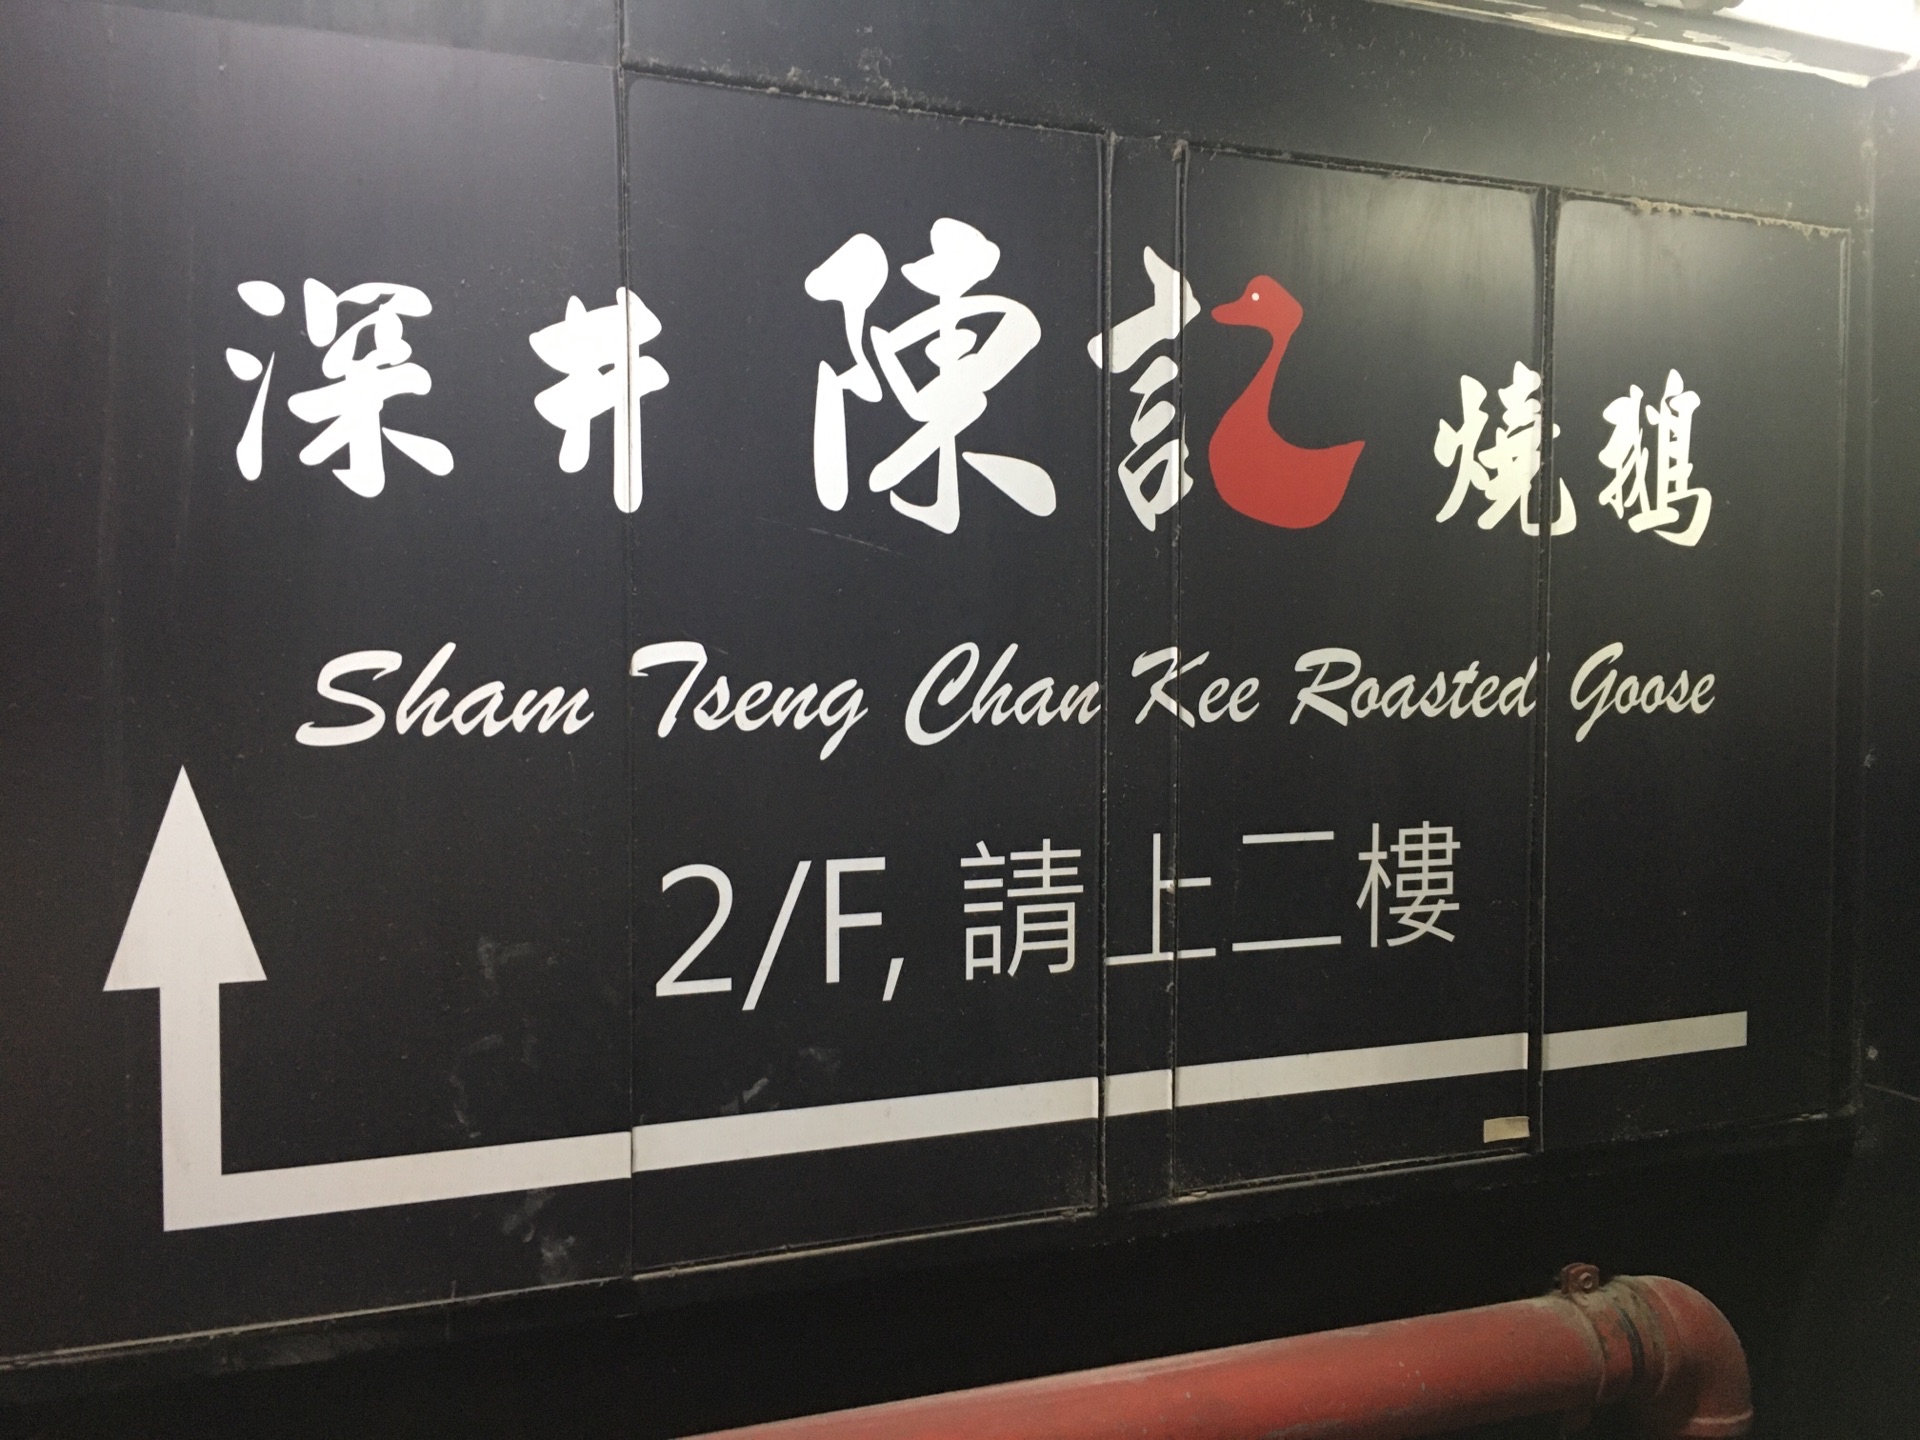 深井 陳記 燒鵝
Sham Tseng Chan Kee Roasted Goose
2/F, 請上二樓